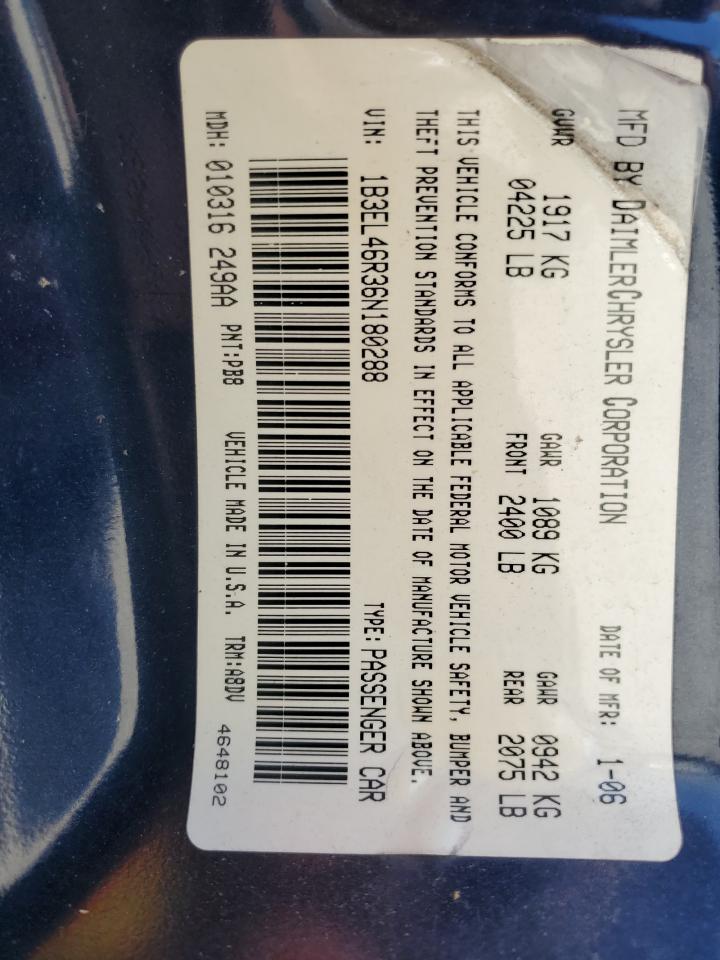 MFD BY DAIMLERCHRYSLER CORPORATION DATE OF MFR: 1-06
GVWR 1917 KG GAWR 1089 KG GAWR 0942 KG
04225 LB FRONT 2400 LB REAR 2075 LB
THIS VEHICLE CONFORMS TO ALL APPLICABLE FEDERAL MOTOR VEHICLE SAFETY, BUMPER AND
THEFT PREVENTION STANDARDS IN EFFECT ON THE DATE OF MANUFACTURE SHOWN ABOVE.
VIN: 1B3EL46R36N180288 TYPE: PASSENGER CAR
MDH: 010316 249AA PNT:PB8 VEHICLE MADE IN U.S.A. TRM:A8DV 4648102